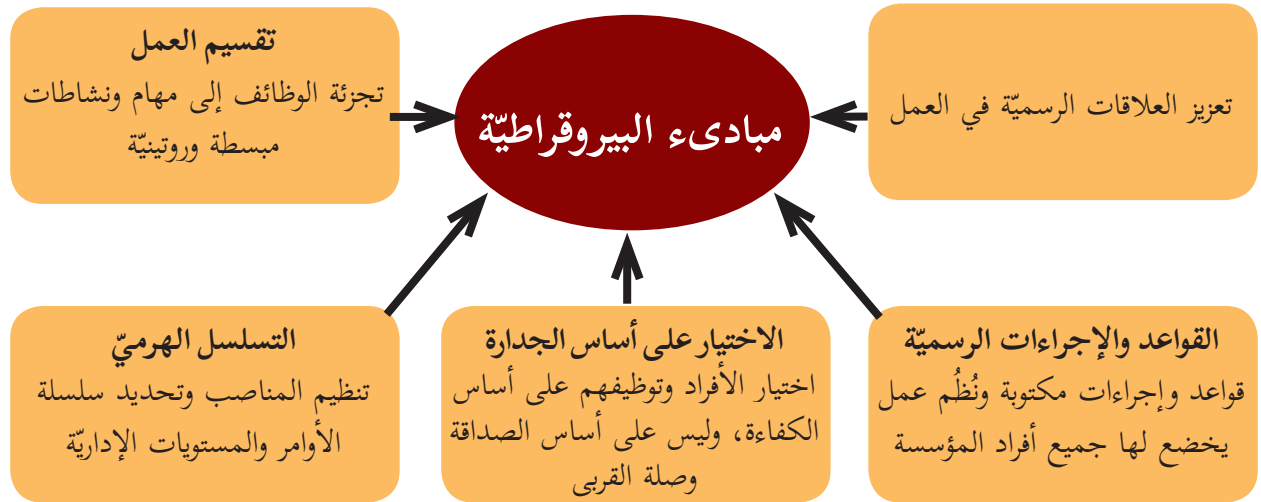 مبادىء البيروقراطيّة
تعزيز العلاقات الرسميّة في العمل
تقسيم العمل
تجزئة الوظائف إلى مهام ونشاطات
مبسطة وروتينيّة
القواعد والإجراءات الرسميّة
قواعد وإجراءات مكتوبة ونُظُم عمل
يخضع لها جميع أفراد المؤسسة
الاختيار على أساس الجدارة
اختيار الأفراد وتوظيفهم على أساس
الكفاءة، وليس على أساس الصداقة
وصلة القربى
التسلسل الهرميّ
تنظيم المناصب وتحديد سلسلة
الأوامر والمستويات الإداريّة